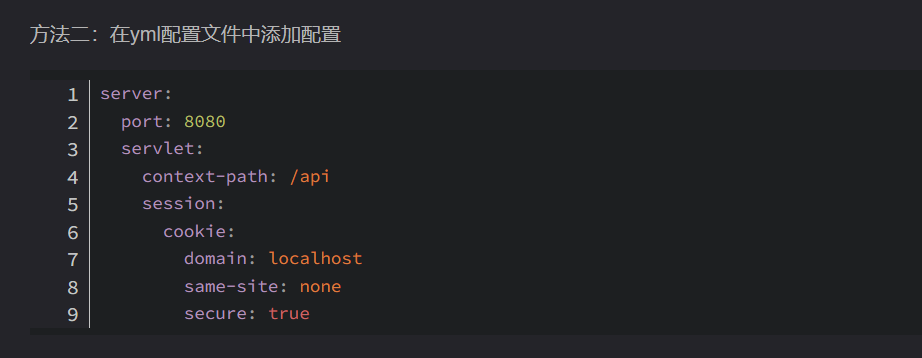 方法二：在yml配置文件中添加配置
1 server:
2   port: 8080
3   servlet:
4     context-path: /api
5     session:
6       cookie:
7         domain: localhost
8         same-site: none
9         secure: true